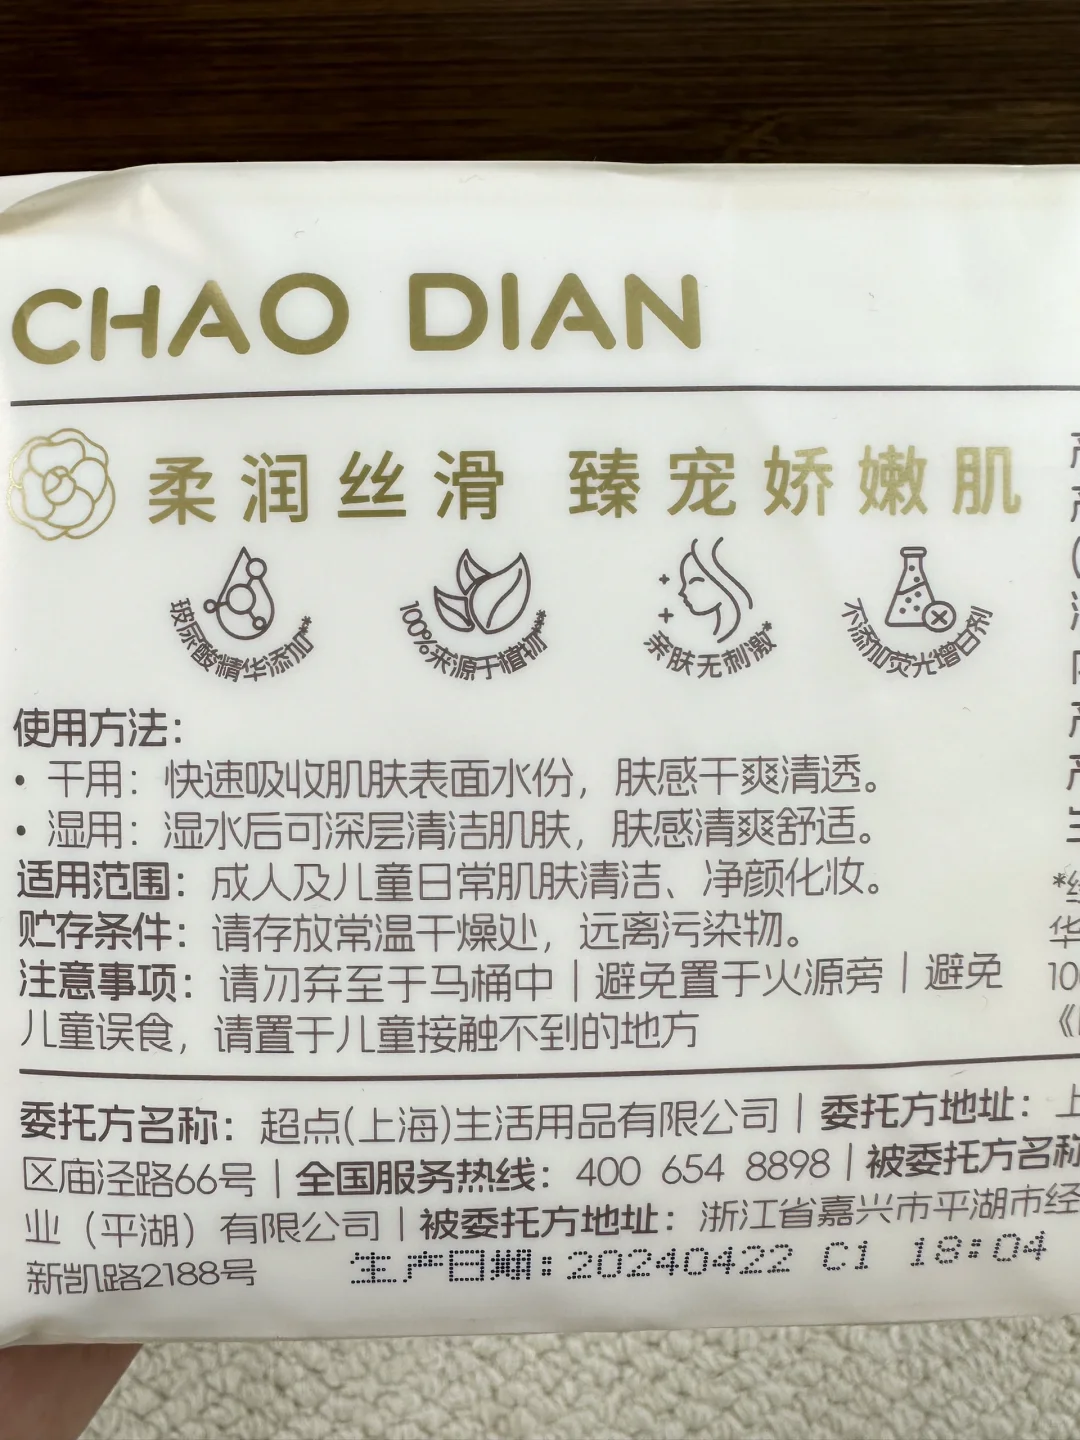 CHAO DIAN
柔润丝滑 臻宠娇嫩肌
玻尿酸精华添加**
100%来源于植物***
亲肤无刺激*
不添加荧光增白剂
使用方法：
• 干用：快速吸收肌肤表面水份，肤感干爽清透。
• 湿用：湿水后可深层清洁肌肤，肤感清爽舒适。
适用范围：成人及儿童日常肌肤清洁、净颜化妆。
贮存条件：请存放常温干燥处，远离污染物。
注意事项：请勿弃至于马桶中｜避免置于火源旁｜避免
儿童误食，请置于儿童接触不到的地方
委托方名称：超点(上海)生活用品有限公司｜委托方地址：上
区庙泾路66号｜全国服务热线：400 654 8898｜被委托方名称
业（平湖）有限公司｜被委托方地址：浙江省嘉兴市平湖市经
新凯路2188号
生产日期:20240422 C1 18:04